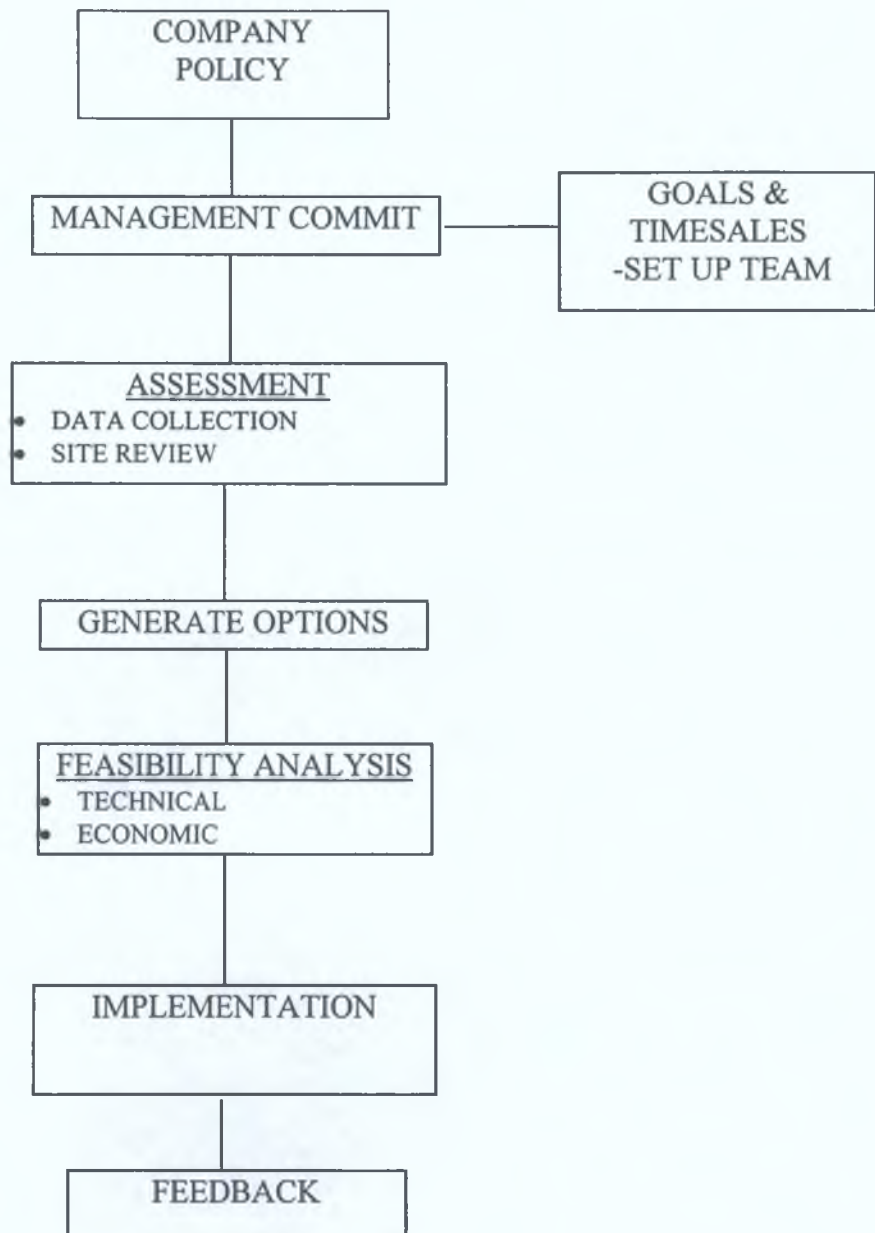 COMPANY
POLICY
MANAGEMENT COMMIT
GOALS &
TIMESALES
-SET UP TEAM
ASSESSMENT
• DATA COLLECTION
• SITE REVIEW
GENERATE OPTIONS
FEASIBILITY ANALYSIS
• TECHNICAL
• ECONOMIC
IMPLEMENTATION
FEEDBACK